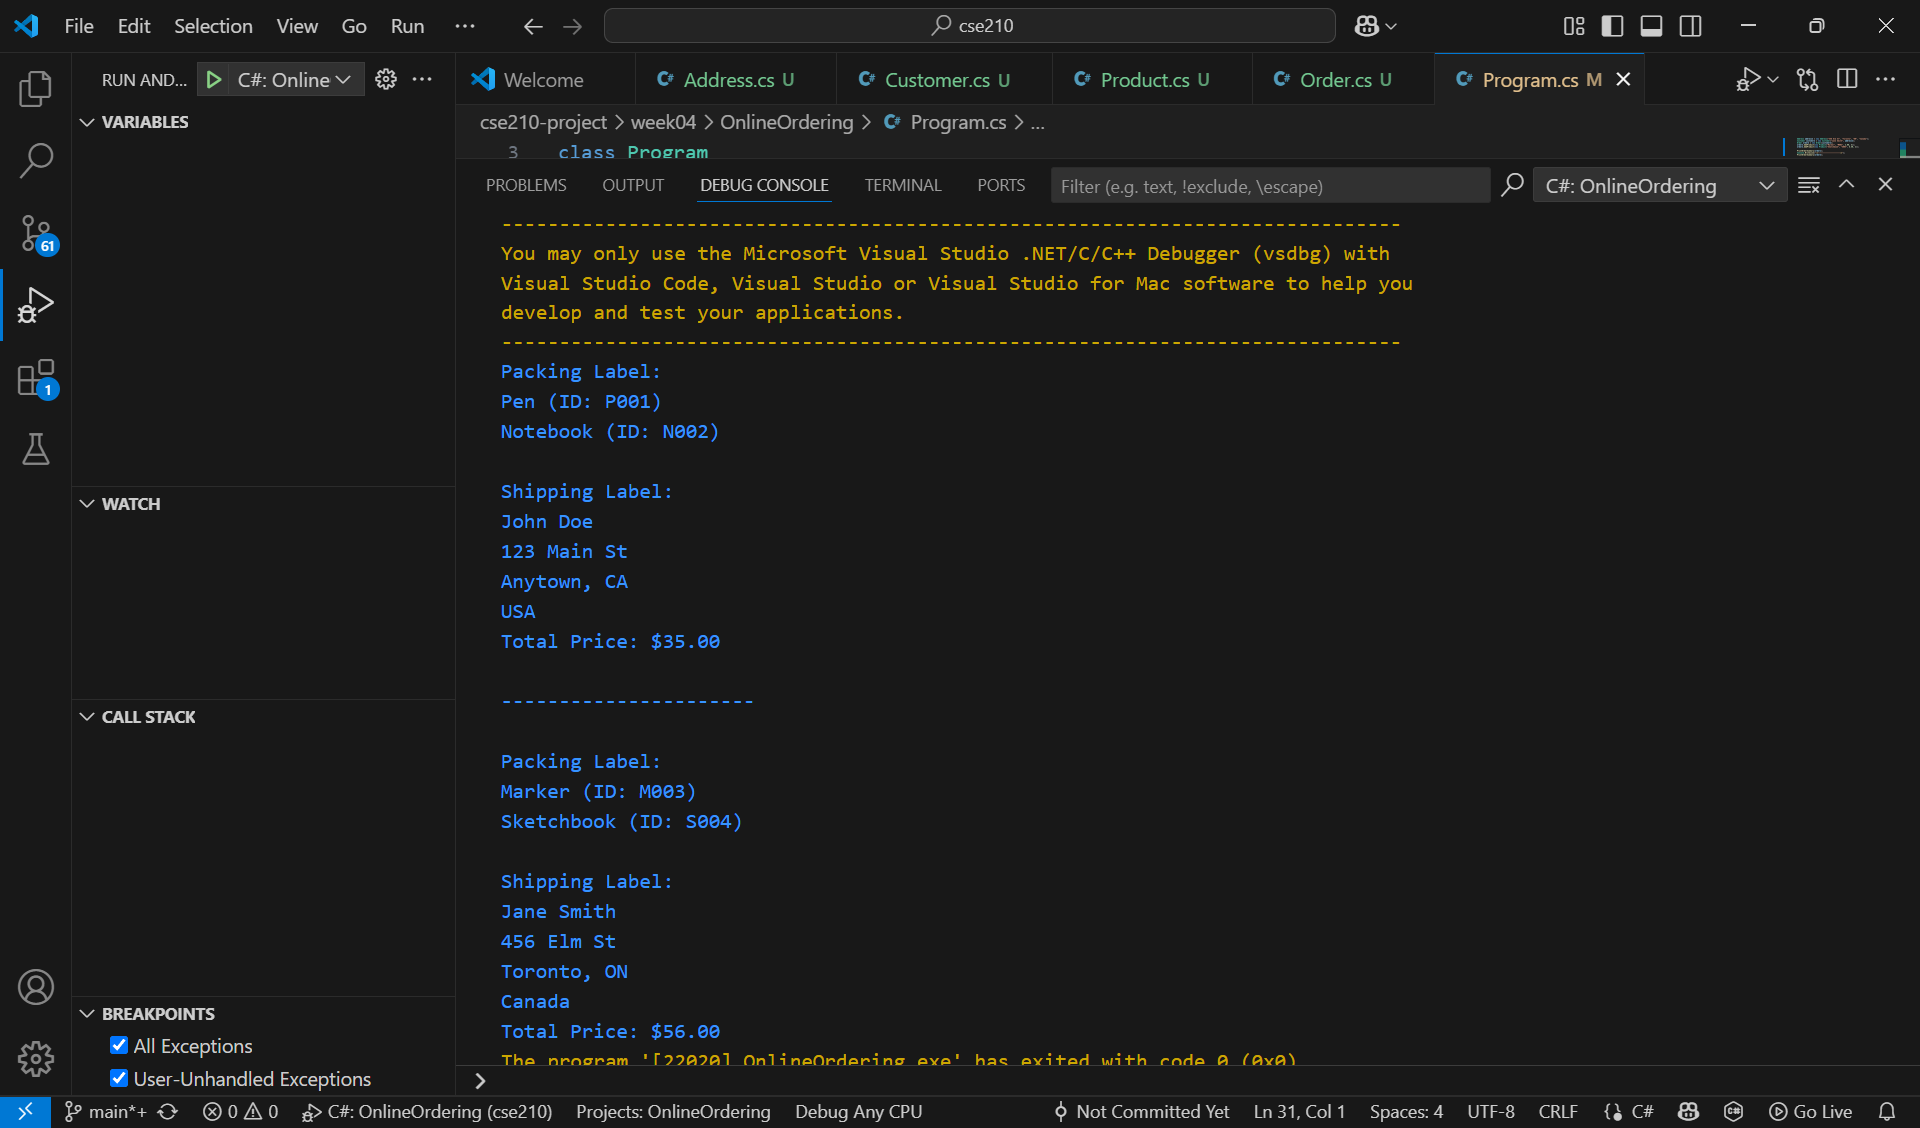 File Edit Selection View Go Run ... cse210
RUN AND... C#: Online ...
Welcome Address.cs U Customer.cs U Product.cs U Order.cs U Program.cs M
VARIABLES
cse210-project > week04 > OnlineOrdering > Program.cs > ...
3 class Program
PROBLEMS OUTPUT DEBUG CONSOLE TERMINAL PORTS Filter (e.g. text, !exclude, \escape) C#: OnlineOrdering
------------------------------------------------------------------------------
You may only use the Microsoft Visual Studio .NET/C/C++ Debugger (vsdbg) with
Visual Studio Code, Visual Studio or Visual Studio for Mac software to help you
develop and test your applications.
------------------------------------------------------------------------------
Packing Label:
Pen (ID: P001)
Notebook (ID: N002)
Shipping Label:
John Doe
123 Main St
Anytown, CA
USA
Total Price: $35.00
----------------------
Packing Label:
Marker (ID: M003)
Sketchbook (ID: S004)
Shipping Label:
Jane Smith
456 Elm St
Toronto, ON
Canada
Total Price: $56.00
The program '[22020] OnlineOrdering.exe' has exited with code 0 (0x0)
61
1
WATCH
CALL STACK
BREAKPOINTS
All Exceptions
User-Unhandled Exceptions
main*+ 0 0 C#: OnlineOrdering (cse210) Projects: OnlineOrdering Debug Any CPU Not Committed Yet Ln 31, Col 1 Spaces: 4 UTF-8 CRLF C# Go Live